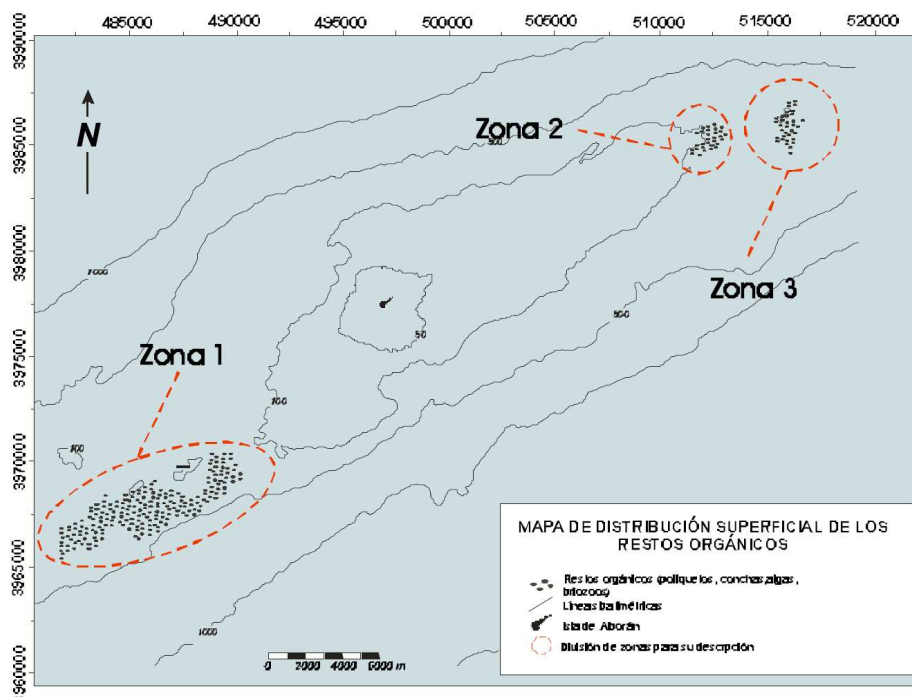 485000 490000 495000 500000 505000 510000 515000 520000
3990000
3985000
3980000
3975000
3970000
3965000
3960000
N
Zona 2
500
1000
Zona 3
500
50
Zona 1
100
100
1000
0 2000 4000 6000 m
MAPA DE DISTRIBUCIÓN SUPERFICIAL DE LOS
RESTOS ORGÁNICOS
Restos orgánicos (poliquetos, conchas, algas,
briozoos)
Líneas batimétricas
Isla de Alborán
División de zonas para su descripción